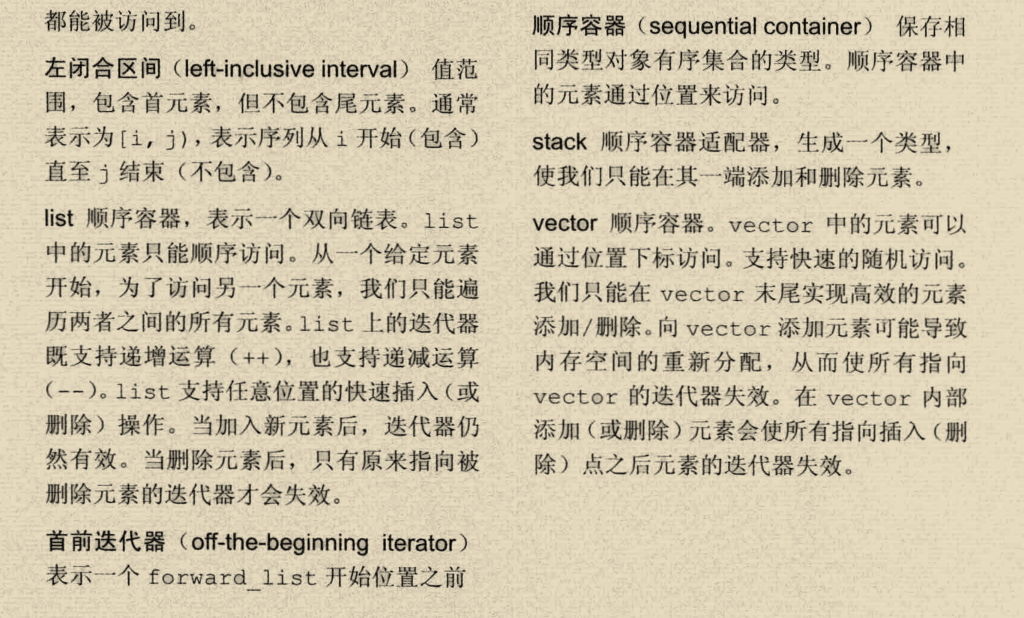 都能被访问到。
左闭合区间（left-inclusive interval） 值范
围，包含首元素，但不包含尾元素。通常
表示为[i, j)，表示序列从 i 开始（包含）
直至 j 结束（不包含）。
list 顺序容器，表示一个双向链表。list
中的元素只能顺序访问。从一个给定元素
开始，为了访问另一个元素，我们只能遍
历两者之间的所有元素。list 上的迭代器
既支持递增运算（++），也支持递减运算
（--）。list 支持任意位置的快速插入（或
删除）操作。当加入新元素后，迭代器仍
然有效。当删除元素后，只有原来指向被
删除元素的迭代器才会失效。
首前迭代器（off-the-beginning iterator）
表示一个 forward_list 开始位置之前
顺序容器（sequential container） 保存相
同类型对象有序集合的类型。顺序容器中
的元素通过位置来访问。
stack 顺序容器适配器，生成一个类型，
使我们只能在其一端添加和删除元素。
vector 顺序容器。vector 中的元素可以
通过位置下标访问。支持快速的随机访问。
我们只能在 vector 末尾实现高效的元素
添加/删除。向 vector 添加元素可能导致
内存空间的重新分配，从而使所有指向
vector 的迭代器失效。在 vector 内部
添加（或删除）元素会使所有指向插入（删
除）点之后元素的迭代器失效。